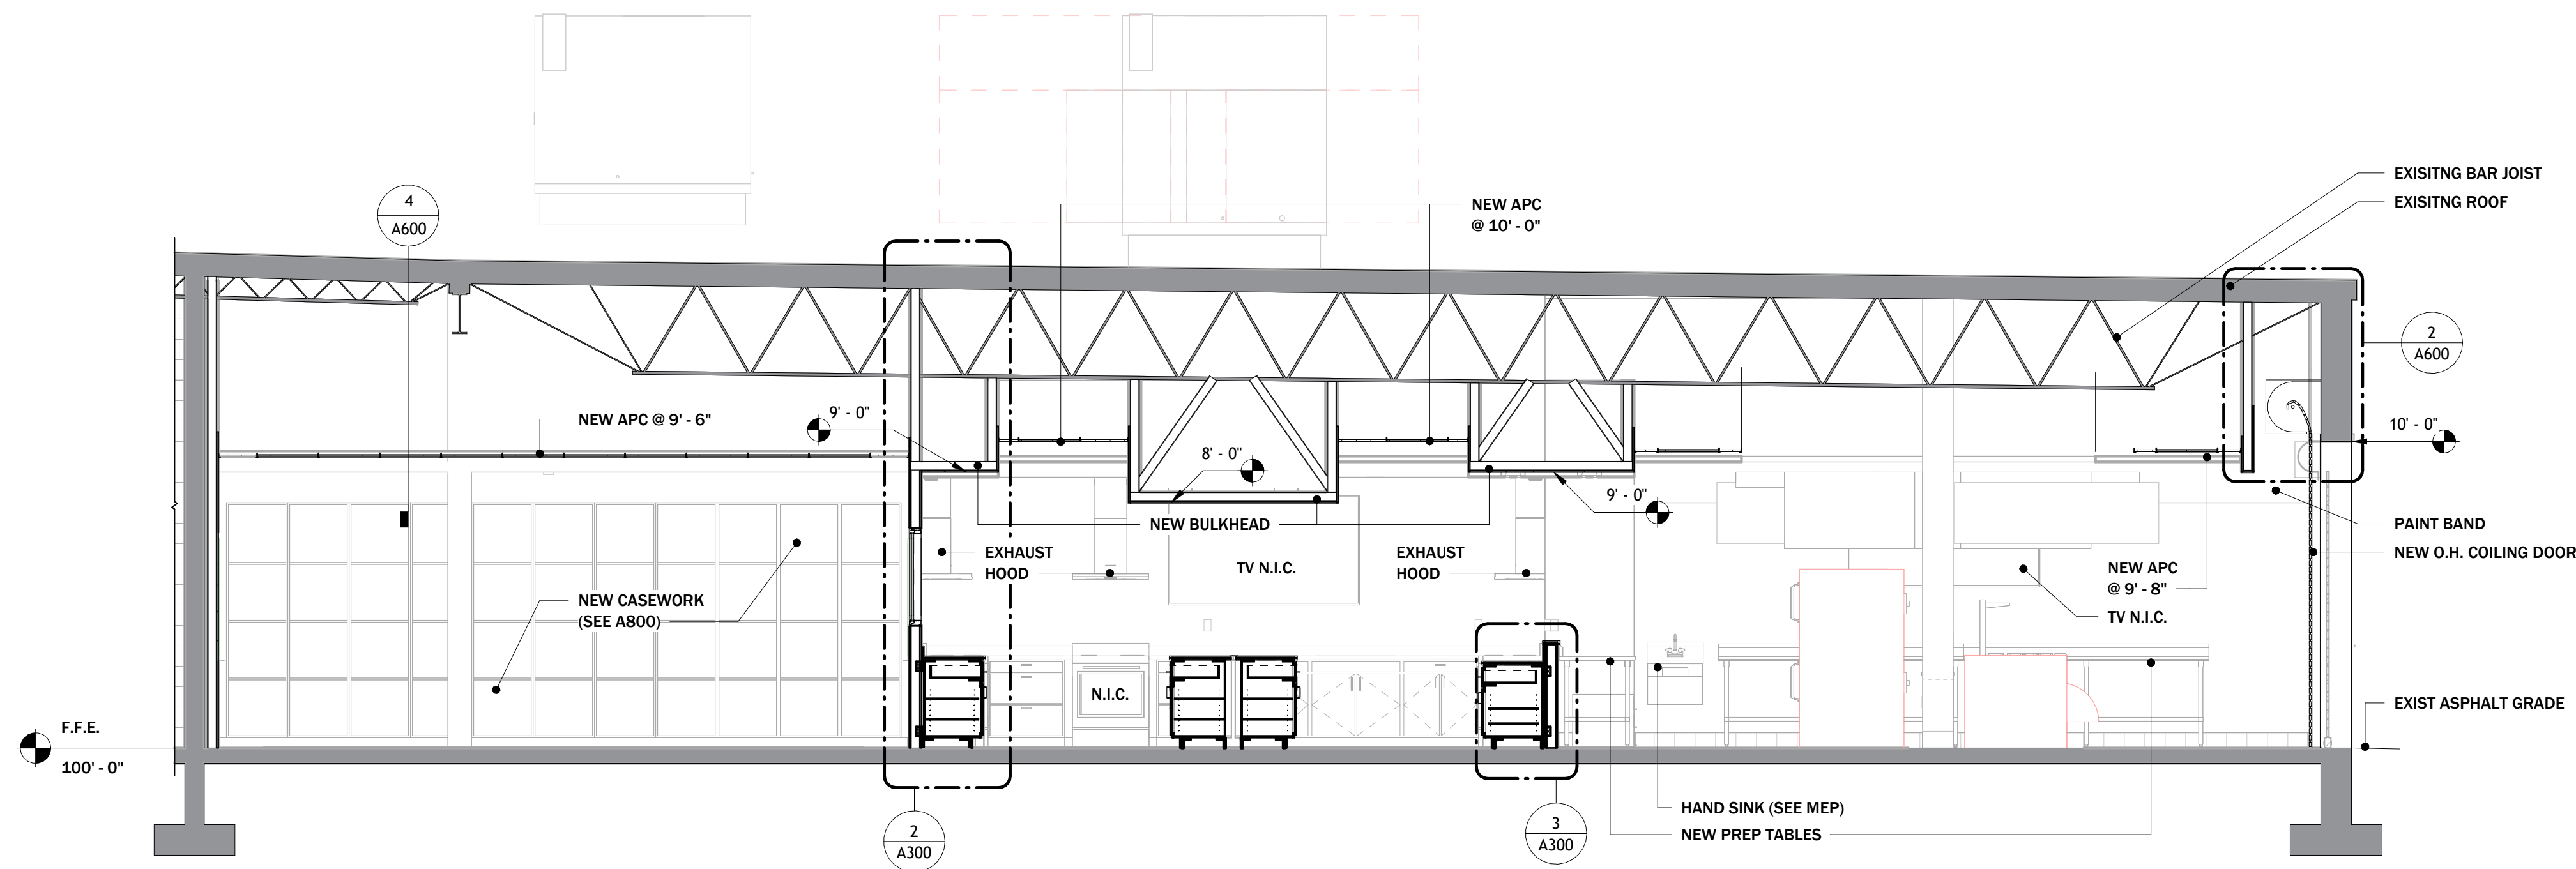 EXISITNG BAR JOIST
EXISITNG ROOF
4
A600
NEW APC
@ 10' - 0"
2
A600
NEW APC @ 9' - 6"
9' - 0"
10' - 0"
8' - 0"
9' - 0"
NEW BULKHEAD
PAINT BAND
EXHAUST
HOOD
EXHAUST
HOOD
NEW O.H. COILING DOOR
TV N.I.C.
NEW APC
@ 9' - 8"
NEW CASEWORK
(SEE A800)
TV N.I.C.
N.I.C.
EXIST ASPHALT GRADE
F.F.E.
100' - 0"
HAND SINK (SEE MEP)
NEW PREP TABLES
2
A300
3
A300